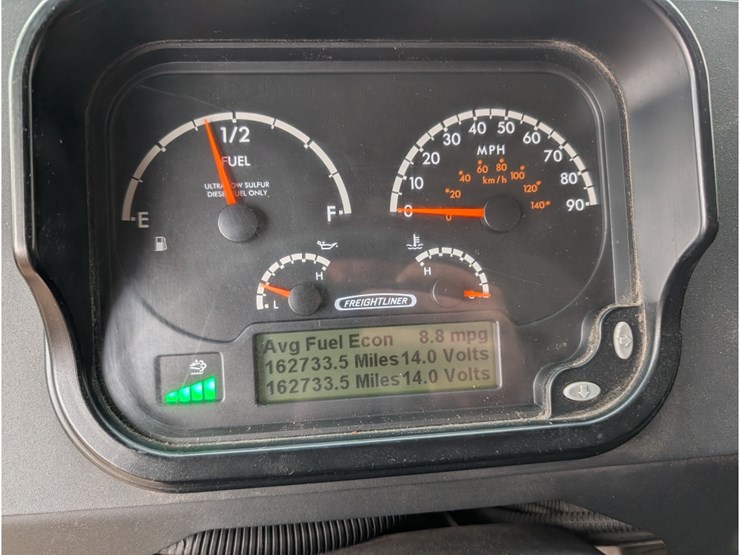 1/2
FUEL
ULTRA LOW SULFUR
DIESEL FUEL ONLY
E
F
0 10 20 30 40 50 60 70 80 90
MPH
0 20 40 60 80 100 120 140
km/h
H
L
H
FREIGHTLINER
Avg Fuel Econ 8.8 mpg
162733.5 Miles 14.0 Volts
162733.5 Miles 14.0 Volts